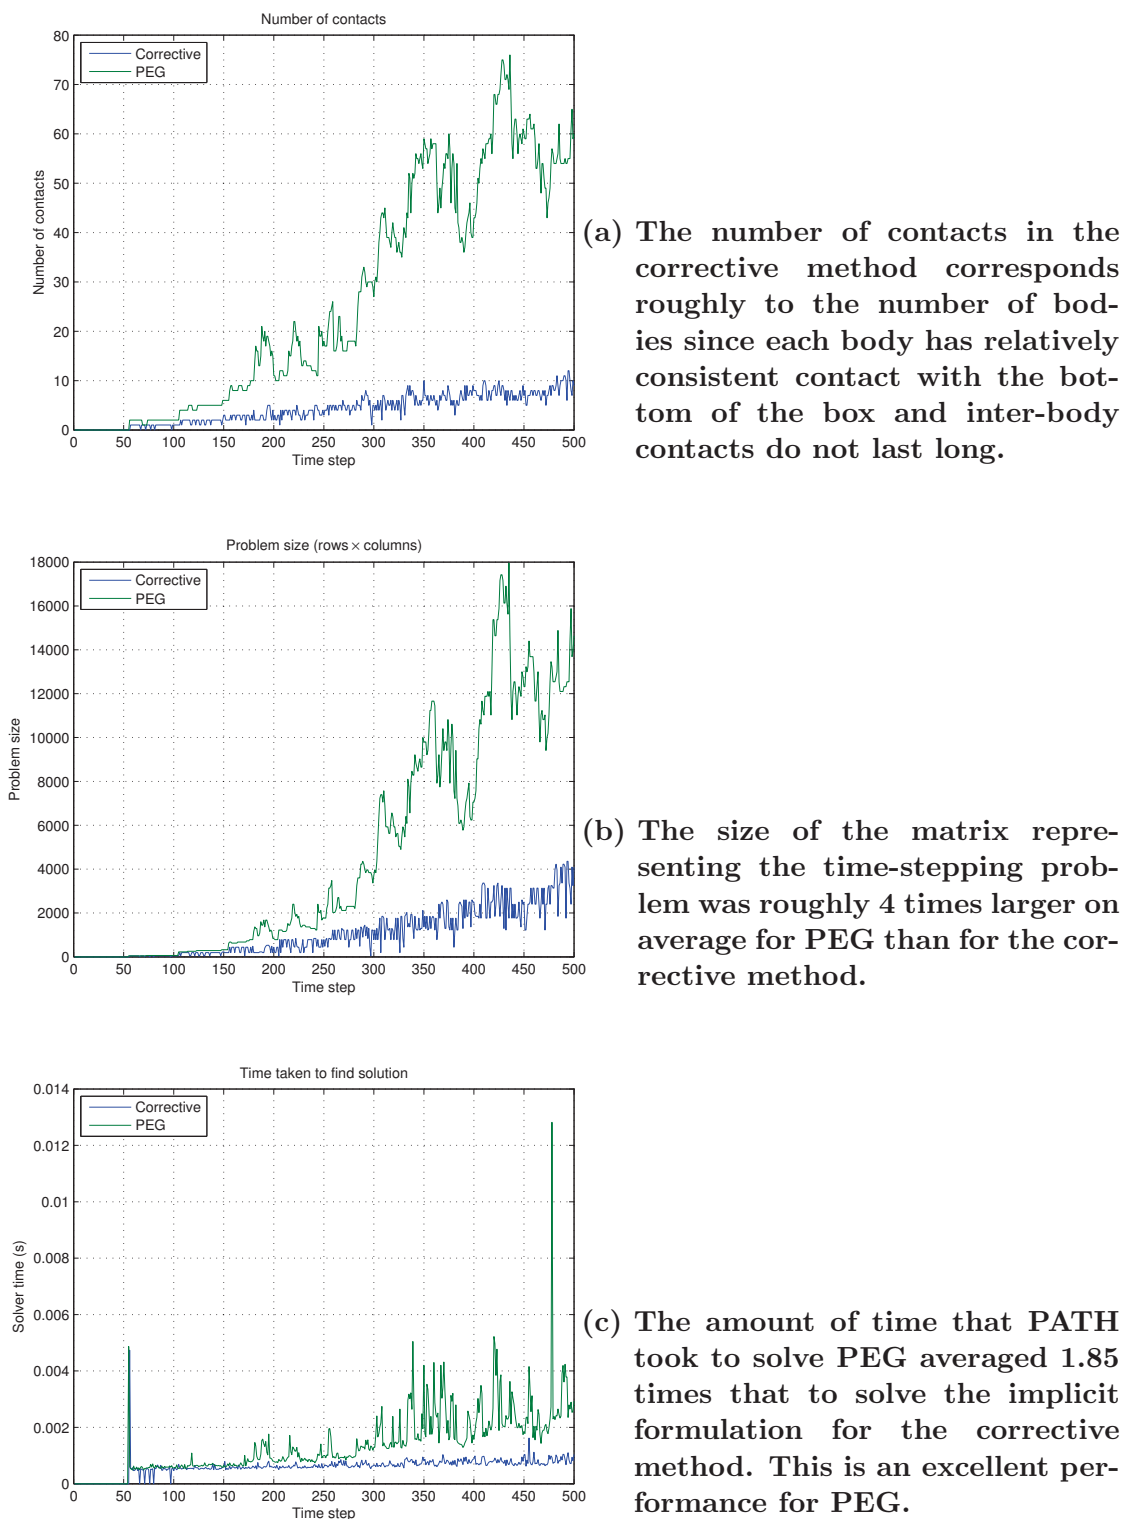 Number of contacts
Corrective
PEG
80
70
60
50
40
30
20
10
0
Number of contacts
0 50 100 150 200 250 300 350 400 450 500
Time step
(a) The number of contacts in the
corrective method corresponds
roughly to the number of bod-
ies since each body has relatively
consistent contact with the bot-
tom of the box and inter-body
contacts do not last long.
Problem size (rows × columns)
Corrective
PEG
18000
16000
14000
12000
10000
8000
6000
4000
2000
0
Problem size
0 50 100 150 200 250 300 350 400 450 500
Time step
(b) The size of the matrix repre-
senting the time-stepping prob-
lem was roughly 4 times larger on
average for PEG than for the cor-
rective method.
Time taken to find solution
Corrective
PEG
0.014
0.012
0.01
0.008
0.006
0.004
0.002
0
Solver time (s)
0 50 100 150 200 250 300 350 400 450 500
Time step
(c) The amount of time that PATH
took to solve PEG averaged 1.85
times that to solve the implicit
formulation for the corrective
method. This is an excellent per-
formance for PEG.